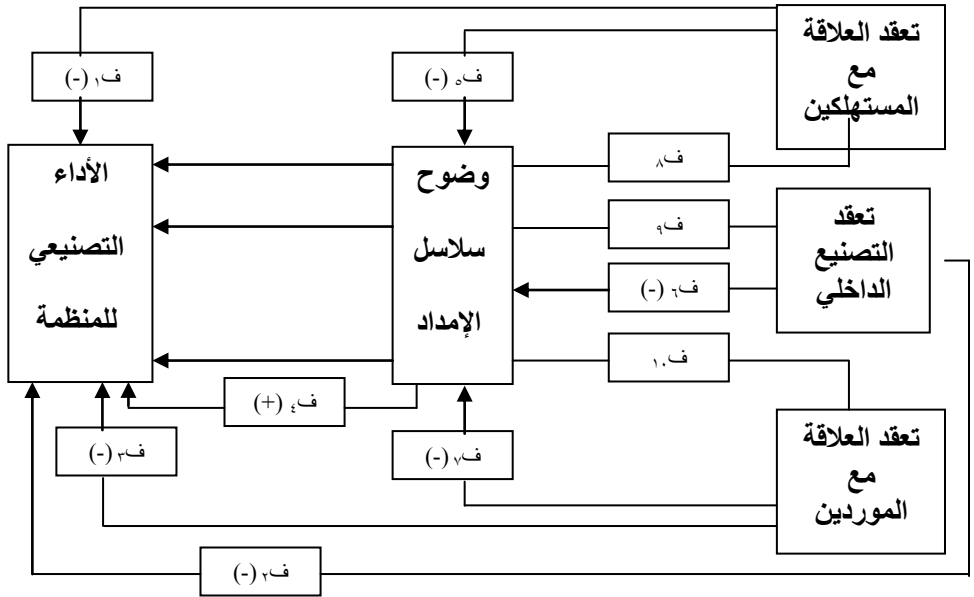 تعقد العلاقة
مع
المستهلكين
ف١ (-)
ف٥ (-)
الأداء
التصنيعي
للمنظمة
وضوح
سلاسل
الإمداد
ف٨
ف٩
ف٦ (-)
ف١٠
تعقد
التصنيع
الداخلي
ف٤ (+)
ف٣ (-)
ف٧ (-)
تعقد العلاقة
مع
الموردين
ف٢ (-)